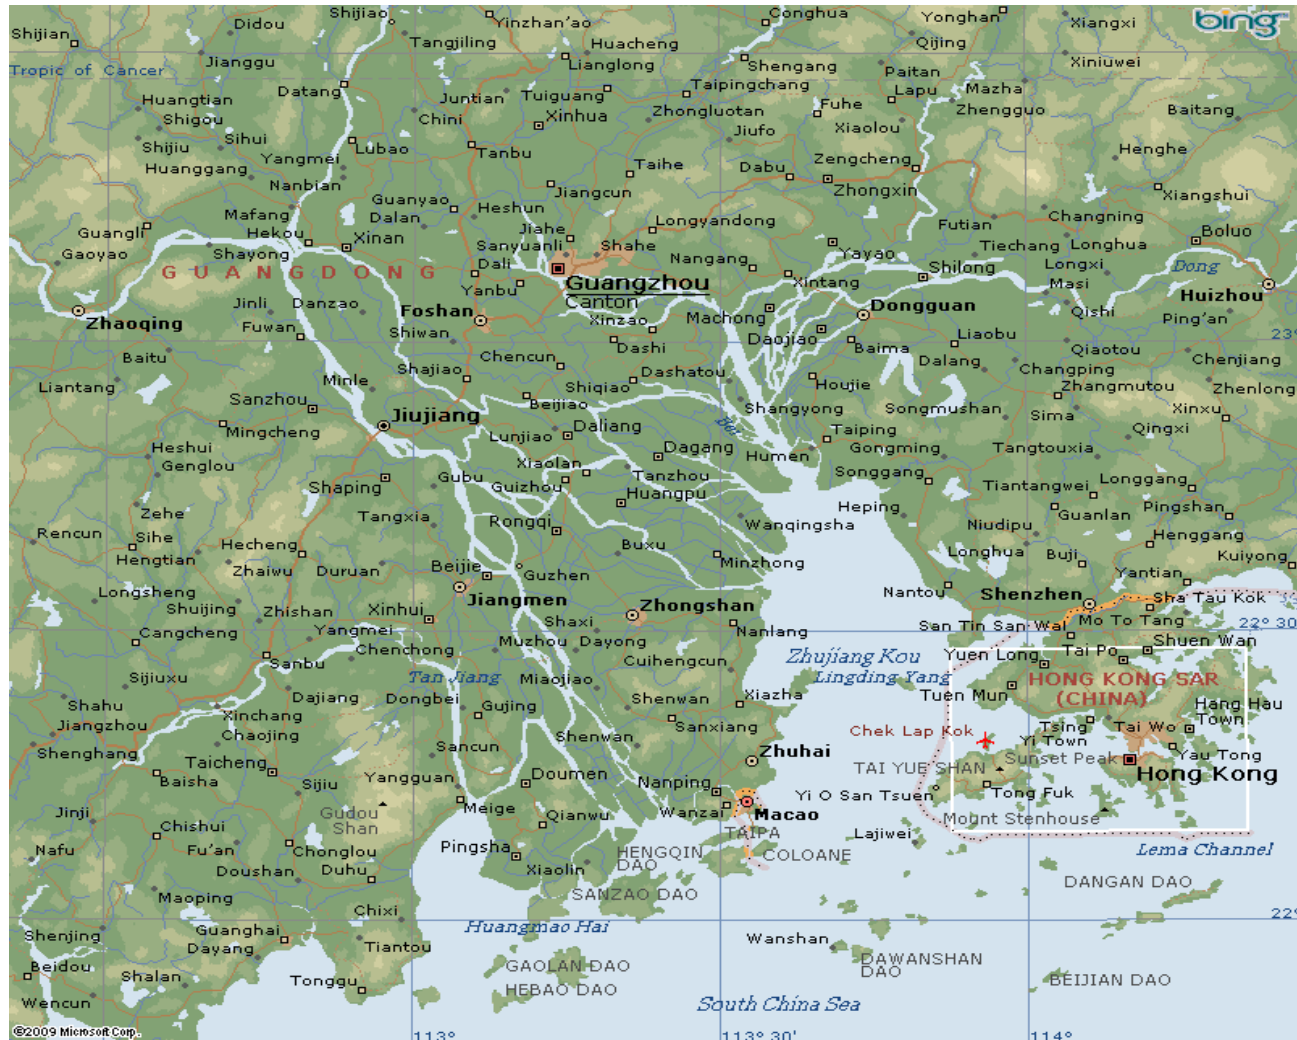 Shijiao
Yinzhan'ao
Conghua
Yonghan
Xiangxi
bing
Shijian
Didou
Tangjiling
Huacheng
Qijing
Xiniuwei
Jianggu
Lianglong
Shengang
Paitan
Tropic of Cancer
Datang
Juntian
Tuiguang
Taipingchang
Lapu
Mazha
Huangtian
Zhongluotan
Fuhe
Zhengguo
Baitang
Shigou
Chini
Xinhua
Jiufo
Xiaolou
Shijiu
Sihui
Lubao
Tanbu
Henghe
Huanggang
Yangmei
Taihe
Dabu
Zengcheng
Nanbian
Jiangcun
Zhongxin
Xiangshui
Mafang
Guanyao
Heshun
Dalan
Longyandong
Futian
Changning
Guangli
Hekou
Xinan
Jiahe
Shahe
Yayao
Tiechang
Longhua
Boluo
Gaoyao
Shayong
Sanyuanli
Nangang
GUANGDONG
Dali
Xintang
Shilong
Longxi
Dong
Yanbu
Guangzhou
Canton
Masi
Huizhou
Jinli
Danzao
Foshan
Machong
Dongguan
Qishi
Ping'an
Zhaoqing
Fuwan
Shiwan
Xinzao
Daojiao
Liaobu
23°
Baitu
Chencun
Dashi
Baima
Dalang
Qiaotou
Chenjiang
Liantang
Minle
Shajiao
Shiqiao
Dashatou
Houjie
Changping
Zhangmutou
Zhenlong
Sanzhou
Beijiao
Shangyong
Songmushan
Sima
Xinxu
Jiujiang
Daliang
Bei
Taiping
Qingxi
Mingcheng
Lunjiao
Dagang
Humen
Gongming
Tangtouxia
Heshui
Genglou
Gubu
Xiaolan
Tanzhou
Songgang
Shaping
Guizhou
Huangpu
Tiantangwei
Longgang
Zehe
Tangxia
Rongqi
Wanqingsha
Heping
Niudipu
Guanlan
Pingshan
Rencun
Sihe
Hecheng
Buxu
Longhua
Buji
Henggang
Hengtian
Zhaiwu
Duruan
Beijie
Guzhen
Minzhong
Kuiyong
Longsheng
Jiangmen
Nantou
Shenzhen
Yantian
Shuijing
Zhishan
Xinhui
Shaxi
Zhongshan
Sha Tau Kok
Cangcheng
Yangmei
Muzhou
Dayong
Nanlang
San Tin San Wai
Mo To Tang
22° 30'
Sanbu
Chenchong
Cuihengcun
Zhujiang Kou
Yuen Long
Tai Po
Shuen Wan
Sijiuxu
Tan Jiang
Miaojiao
Lingding Yang
HONG KONG SAR
(CHINA)
Dajiang
Dongbei
Shenwan
Xiazha
Tuen Mun
Shahu
Xinchang
Gujing
Hang Hau
Town
Jiangzhou
Chaojing
Shenwan
Sanxiang
Chek Lap Kok
Tsing
Yi Town
Tai Wo
Shenghang
Sancun
Zhuhai
Yau Tong
Taicheng
TAI YUE SHAN
Sunset Peak
Hong Kong
Baisha
Sijiu
Yangguan
Doumen
Nanping
Yi O San Tsuen
Tong Fuk
Jinji
Gudou
Shan
Meige
Wanzai
Macao
Mount Stenhouse
Chishui
Qianwu
TAIPA
Lajiwei
Nafu
Fu'an
Chonglou
Pingsha
HENGQIN
DAO
COLOANE
Lema Channel
Doushan
Duhu
Xiaolin
SANZAO DAO
DANGAN DAO
Maoping
Chixi
Huangmao Hai
22°
Shenjing
Guanghai
Dayang
Tiantou
Wanshan
Beidou
Shalan
Tonggu
GAOLAN DAO
DAWANSHAN
DAO
BEIJIAN DAO
HEBAO DAO
Wencun
South China Sea
©2009 Microsoft Corp.
113°
113° 30'
114°